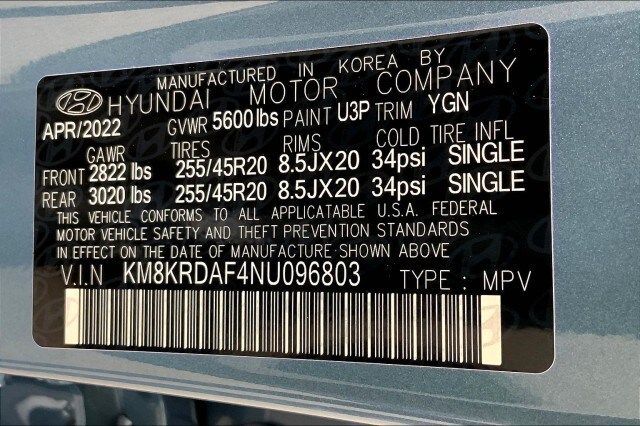 MANUFACTURED IN KOREA BY
HYUNDAI MOTOR COMPANY
APR/2022 GVWR 5600 lbs PAINT U3P TRIM YGN
GAWR TIRES RIMS COLD TIRE INFL
FRONT 2822 lbs 255/45R20 8.5JX20 34psi SINGLE
REAR 3020 lbs 255/45R20 8.5JX20 34psi SINGLE
THIS VEHICLE CONFORMS TO ALL APPLICATABLE U.S.A. FEDERAL
MOTOR VEHICLE SAFETY AND THEFT PREVENTION STANDARDS
IN EFFECT ON THE DATE OF MANUFACTURE SHOWN ABOVE
V.I.N KM8KRDAF4NU096803 TYPE : MPV